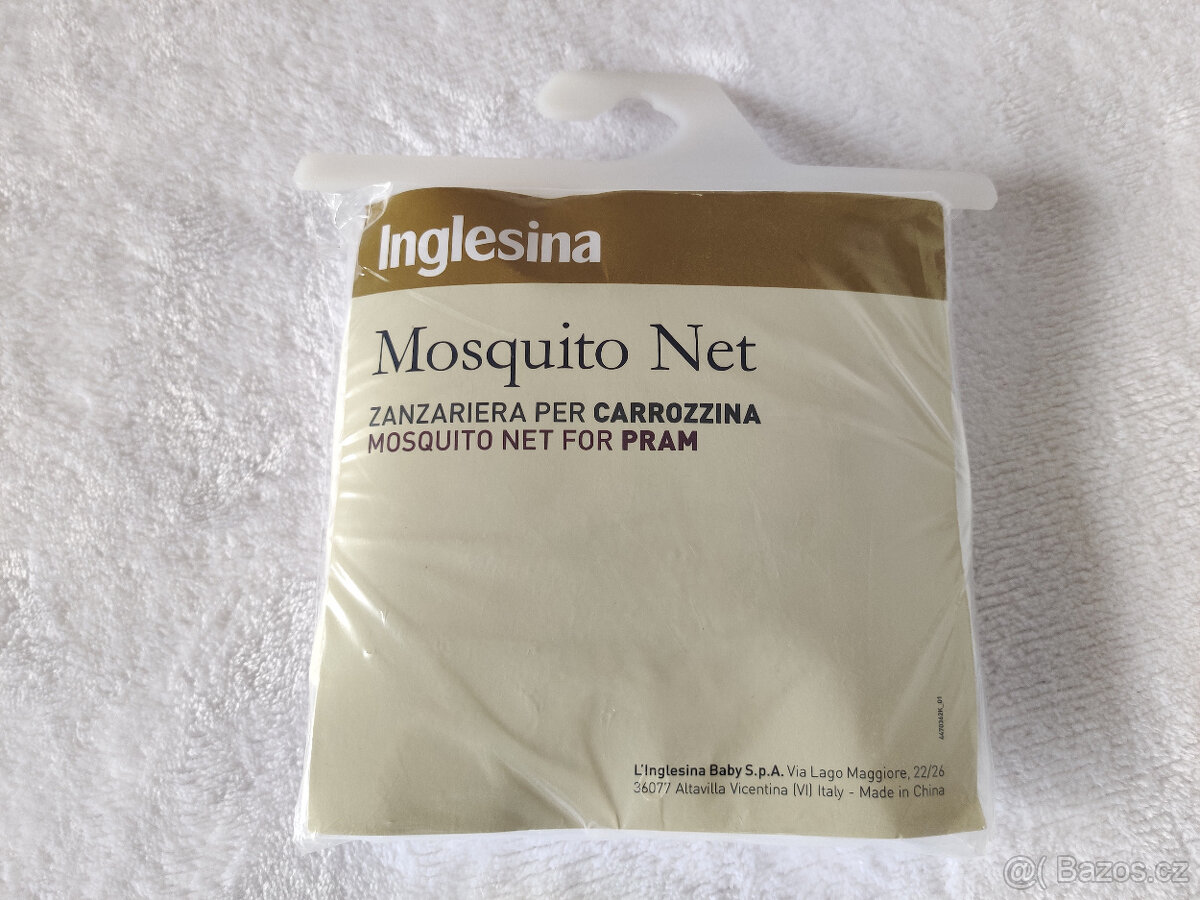 Inglesina
Mosquito Net
ZANZARIERA PER CARROZZINA
MOSQUITO NET FOR PRAM
L'Inglesina Baby S.p.A. Via Lago Maggiore, 22/26
36077 Altavilla Vicentina (VI) Italy - Made in China
@( Bazos.cz